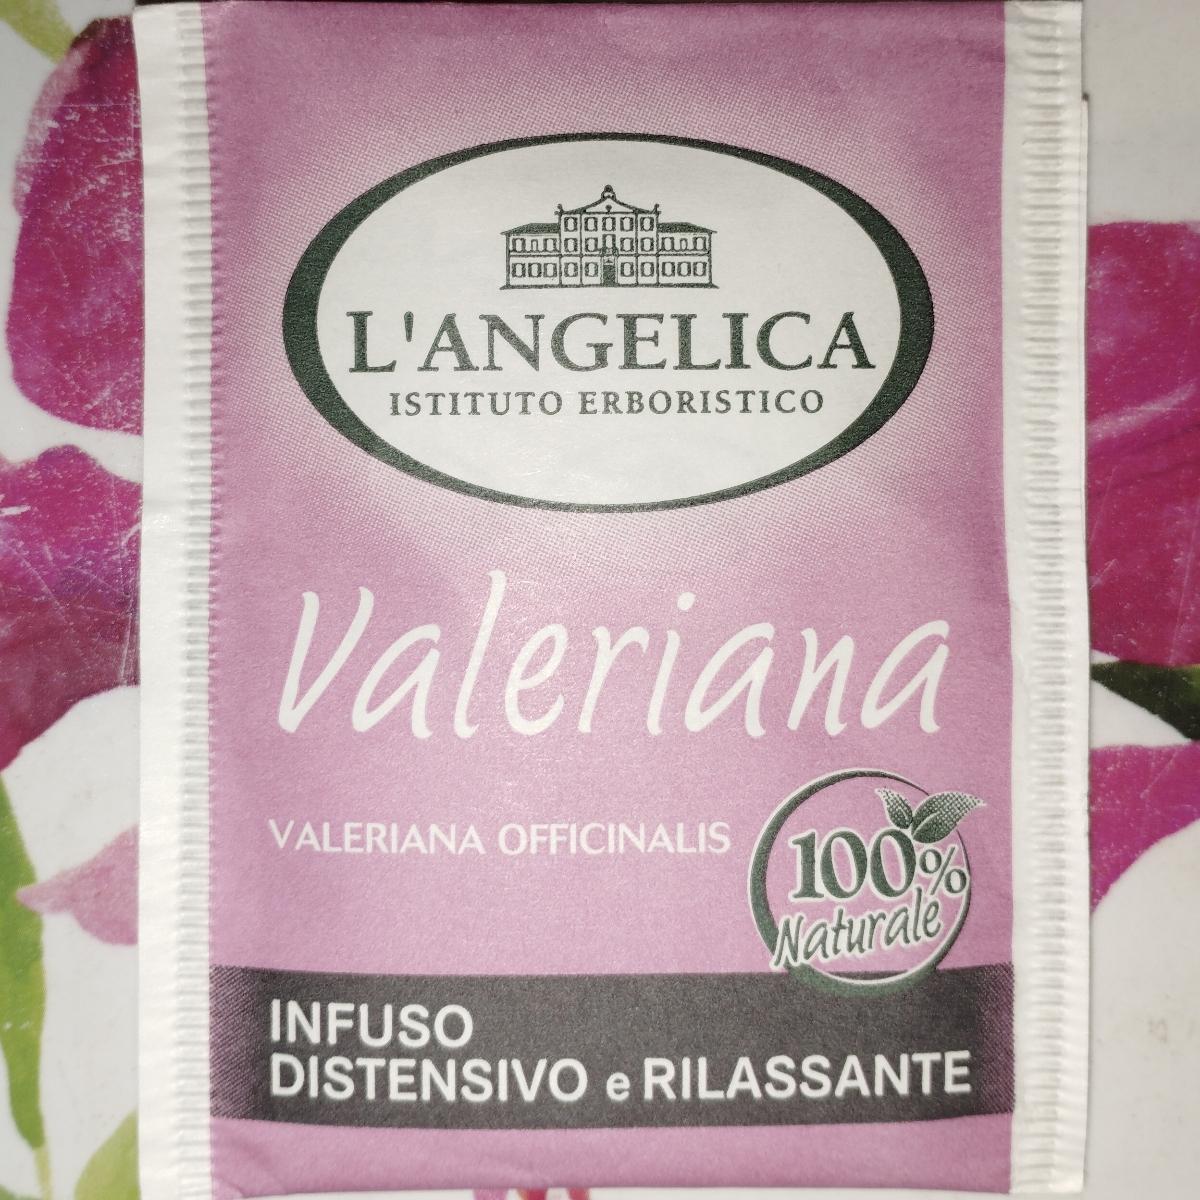 L'ANGELICA
ISTITUTO ERBORISTICO
Valeriana
VALERIANA OFFICINALIS
100%
Naturale
INFUSO
DISTENSIVO e RILASSANTE